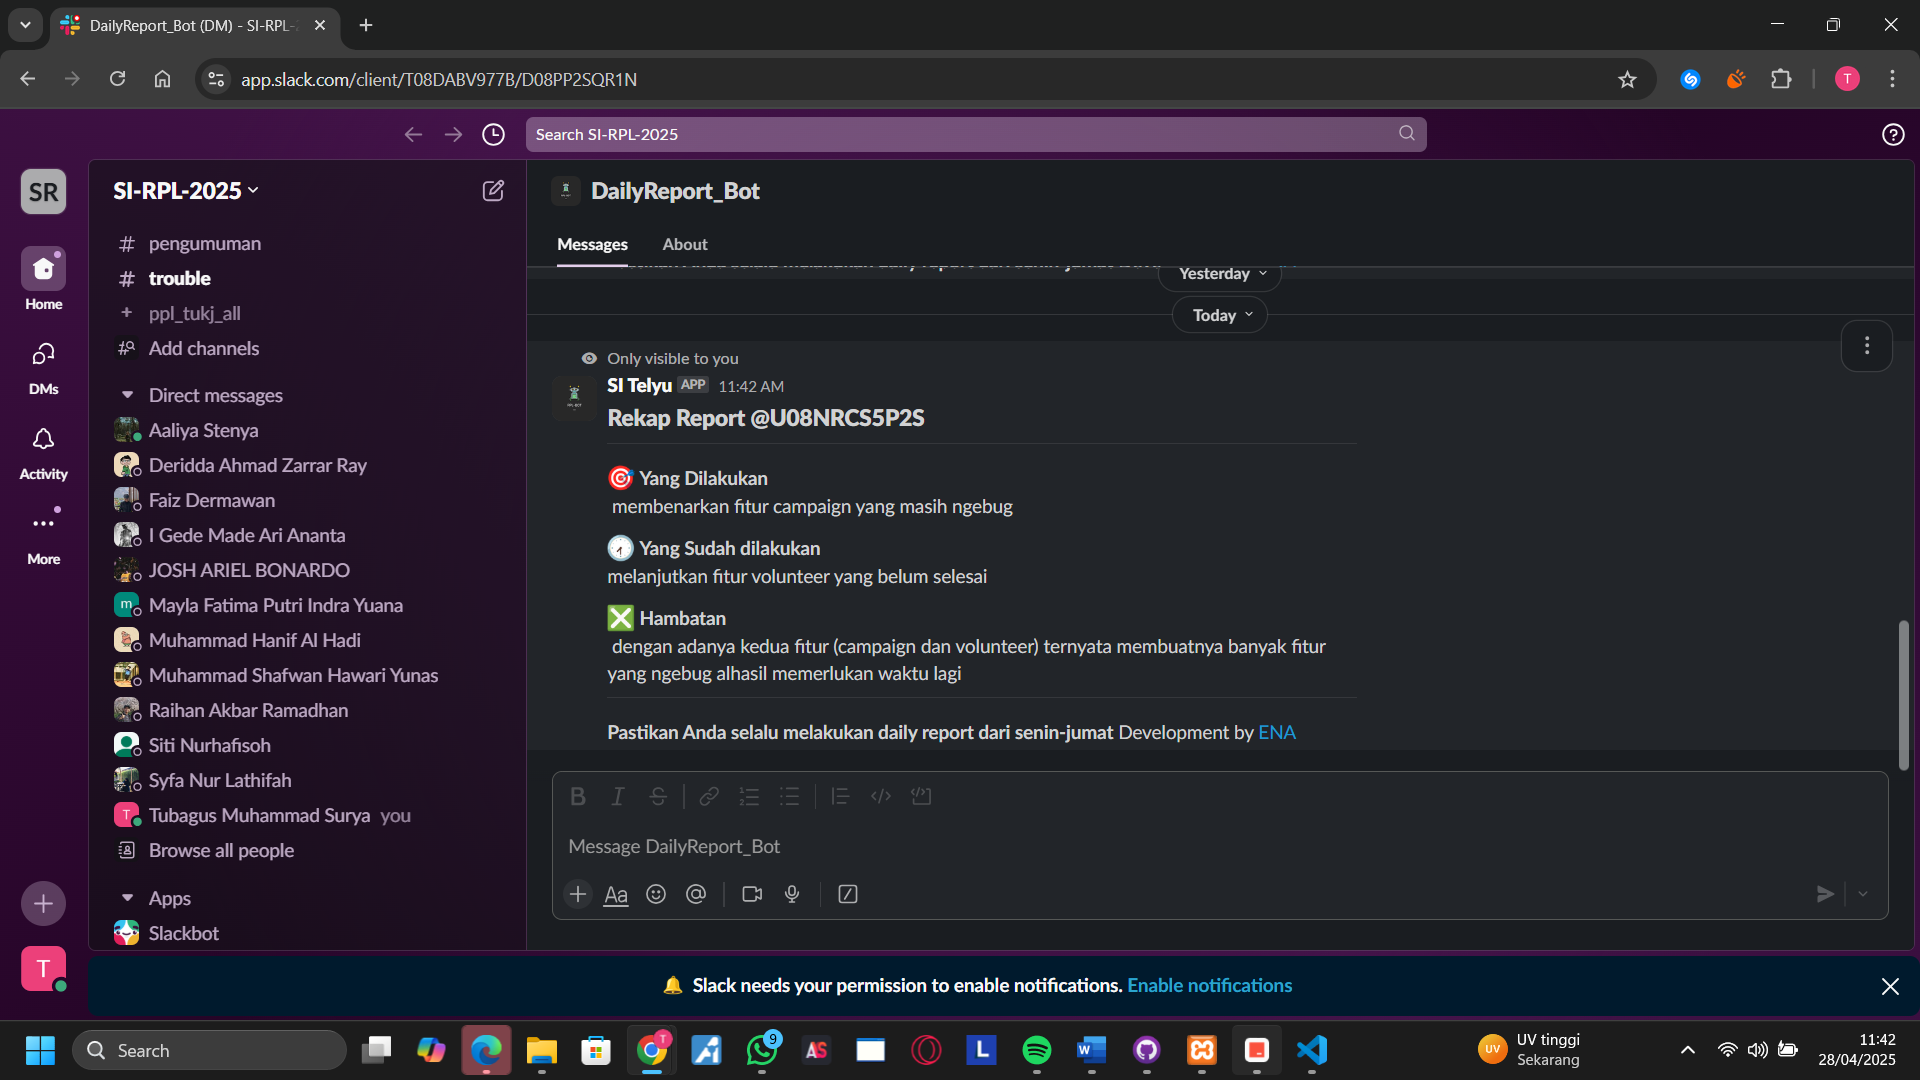 DailyReport_Bot (DM) - SI-RPL-
app.slack.com/client/T08DABV977B/D08PP2SQR1N
T
Search SI-RPL-2025
SR
SI-RPL-2025
DailyReport_Bot
Messages
About
Home
DMs
Activity
More
T
# pengumuman
# trouble
+ ppl_tukj_all
Add channels
Direct messages
Aaliya Stenya
Deridda Ahmad Zarrar Ray
Faiz Dermawan
I Gede Made Ari Ananta
JOSH ARIEL BONARDO
m Mayla Fatima Putri Indra Yuana
Muhammad Hanif Al Hadi
Muhammad Shafwan Hawari Yunas
Raihan Akbar Ramadhan
Siti Nurhafisoh
Syfa Nur Lathifah
T Tubagus Muhammad Surya you
Browse all people
Apps
Slackbot
Yesterday
Today
Only visible to you
SI Telyu APP 11:42 AM
Rekap Report @U08NRCS5P2S
Yang Dilakukan
membenarkan fitur campaign yang masih ngebug
Yang Sudah dilakukan
melanjutkan fitur volunteer yang belum selesai
Hambatan
dengan adanya kedua fitur (campaign dan volunteer) ternyata membuatnya banyak fitur
yang ngebug alhasil memerlukan waktu lagi
Pastikan Anda selalu melakukan daily report dari senin-jumat Development by ENA
Message DailyReport_Bot
Aa
Slack needs your permission to enable notifications. Enable notifications
Search
T
9
AS
L
UV
UV tinggi
Sekarang
11:42
28/04/2025